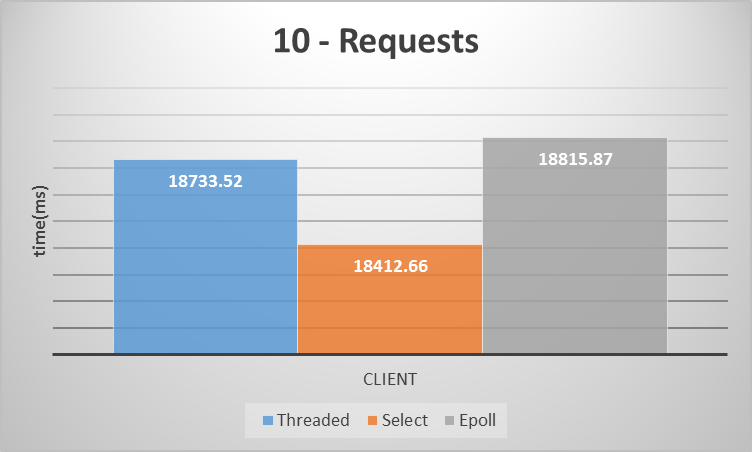 10 - Requests
time(ms)
18733.52
18412.66
18815.87
CLIENT
Threaded Select Epoll